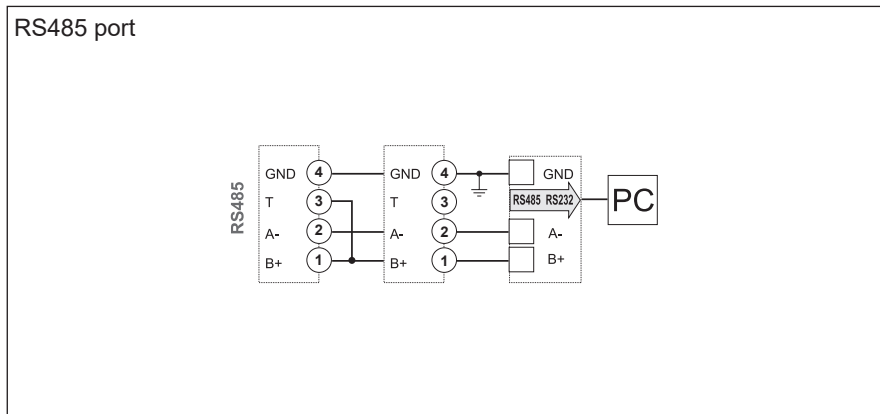 RS485 port
RS485
GND 4
T 3
A- 2
B+ 1
GND 4
T 3
A- 2
B+ 1
GND
RS485 RS232
A-
B+
PC